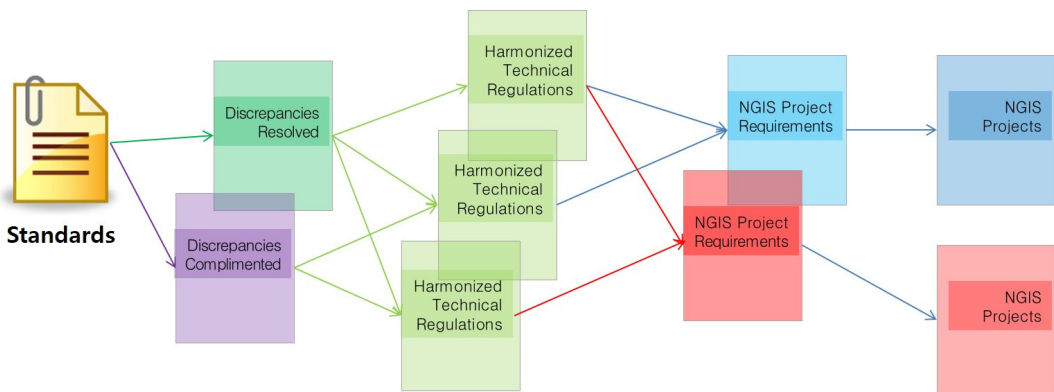 Standards
Discrepancies
Resolved
Discrepancies
Complimented
Harmonized
Technical
Regulations
Harmonized
Technical
Regulations
Harmonized
Technical
Regulations
NGIS Project
Requirements
NGIS Project
Requirements
NGIS
Projects
NGIS
Projects